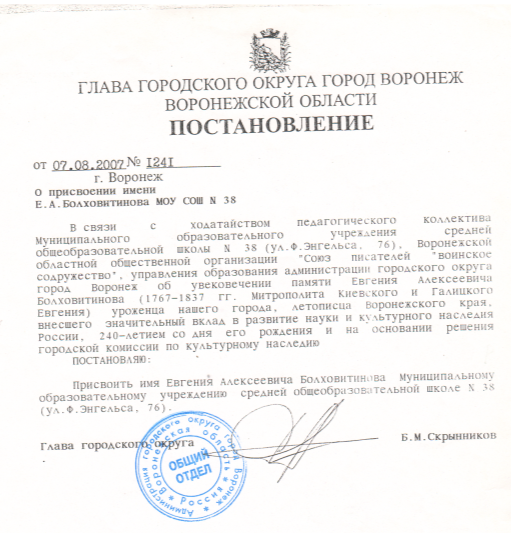 ГЛАВА ГОРОДСКОГО ОКРУГА ГОРОД ВОРОНЕЖ
ВОРОНЕЖСКОЙ ОБЛАСТИ
ПОСТАНОВЛЕНИЕ
от 07.08.2007 № I24I
г. Воронеж
О присвоении имени
Е.А.Болховитинова МОУ СОШ N 38
В связи с ходатайством педагогического коллектива
Муниципального образовательного учреждения средней
общеобразовательной школы N 38 (ул.Ф.Энгельса, 76), Воронежской
областной общественной организации "Союз писателей "воинское
содружество", управления образования администрации городского округа
город Воронеж об увековечении памяти Евгения Алексеевича
Болховитинова (1767-1837 гг. Митрополита Киевского и Галицкого
Евгения) уроженца нашего города, летописца Воронежского края,
внесшего значительный вклад в развитие науки и культурного наследия
России, 240-летием со дня его рождения и на основании решения
городской комиссии по культурному наследию
ПОСТАНОВЛЯЮ:
Присвоить имя Евгения Алексеевича Болховитинова Муниципальному
образовательному учреждению средней общеобразовательной школе N 38
(ул.Ф.Энгельса, 76).
Глава городского округа Б.М.Скрынников
Администрация городского округа город Воронеж
Воронежская область
Россия
ОБЩИЙ
ОТДЕЛ